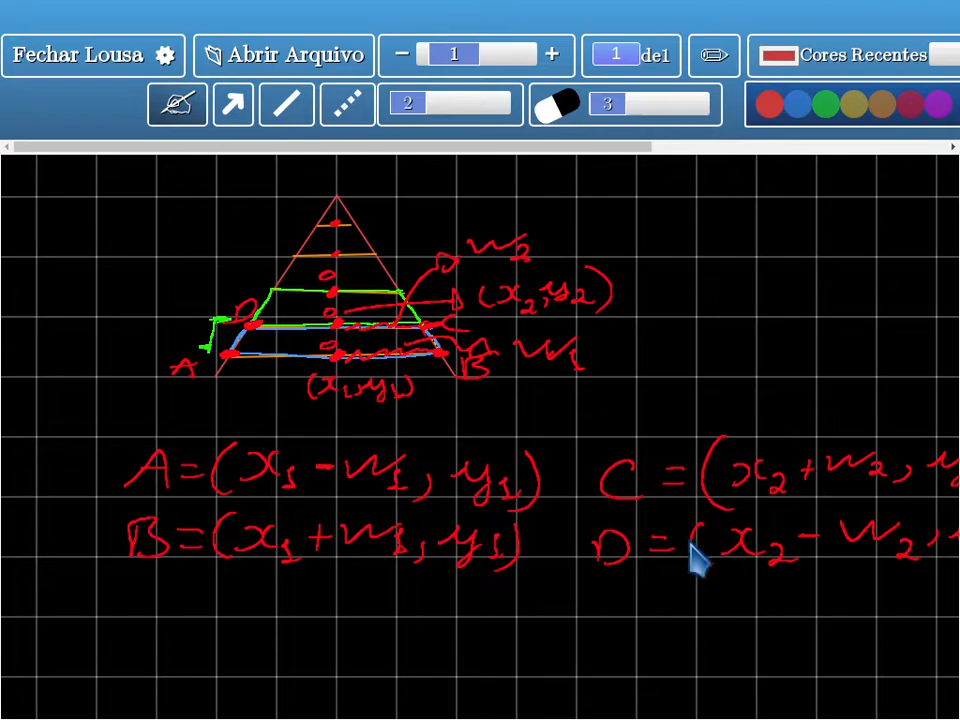 Fechar Lousa Abrir Arquivo − 1 + 1 de1 Cores Recentes
2 3
W2
(x2,y2)
D
C
A B W1
(x1,y1)
A=(x1-W1, y1) C=(x2+W2, y
B=(x1+W1, y1) D=(x2-W2,